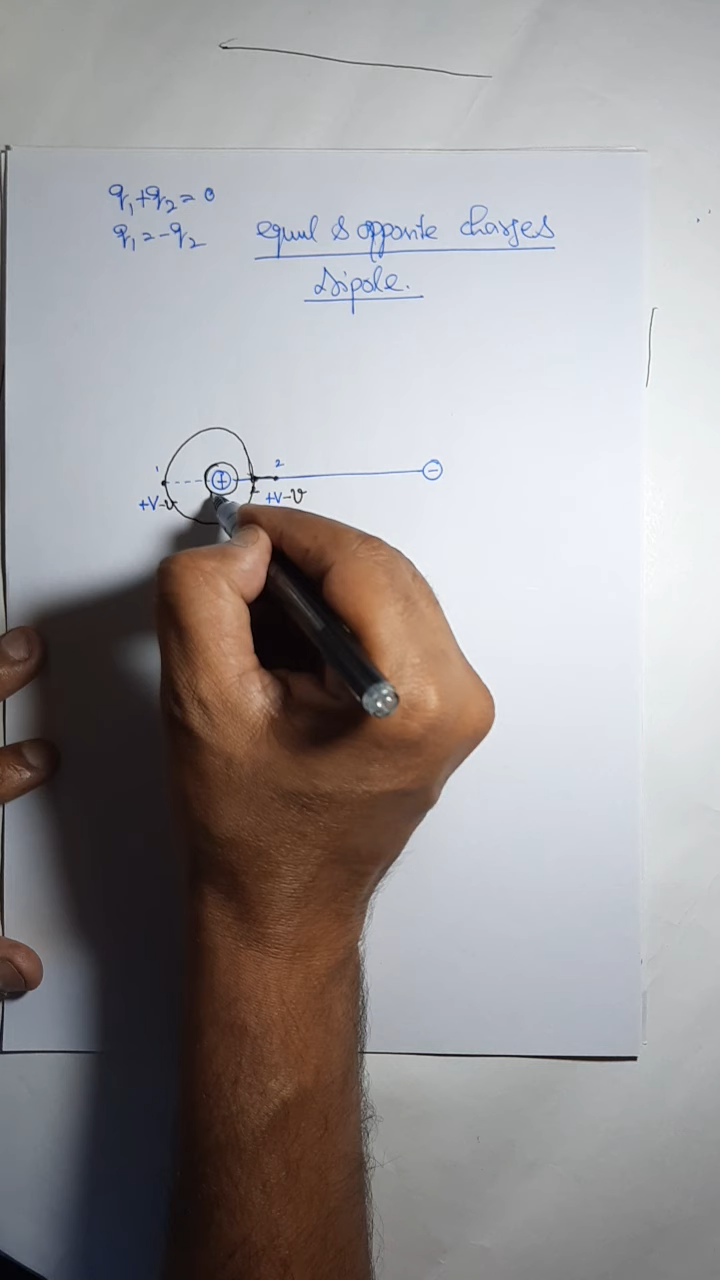 q₁+q₂=0
q₁=-q₂
equal & opposite charges
Dipole.
1
2
+
−
+V-v
+V-v